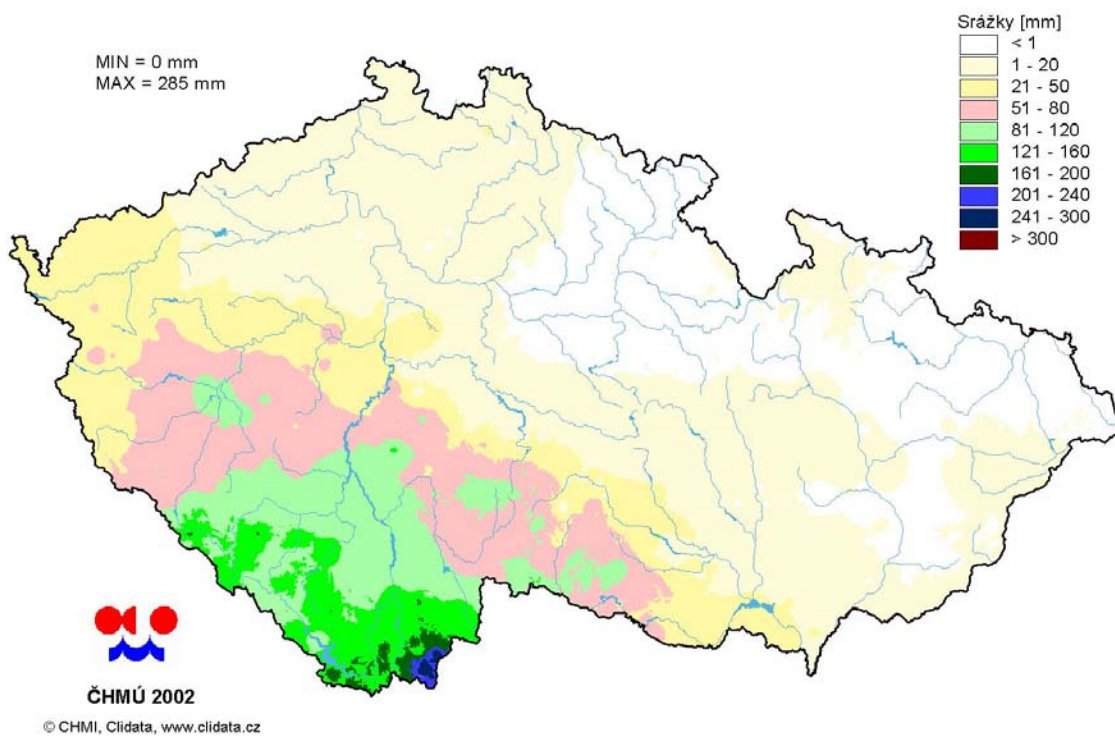 MIN = 0 mm
MAX = 285 mm
Srážky [mm]
< 1
1 - 20
21 - 50
51 - 80
81 - 120
121 - 160
161 - 200
201 - 240
241 - 300
> 300
ČHMÚ 2002
© CHMI, Clidata, www.clidata.cz